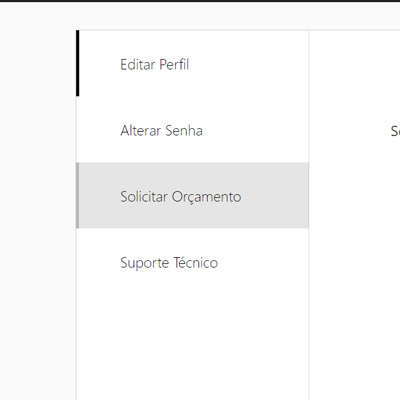 Editar Perfil
Alterar Senha
Solicitar Orçamento
Suporte Técnico